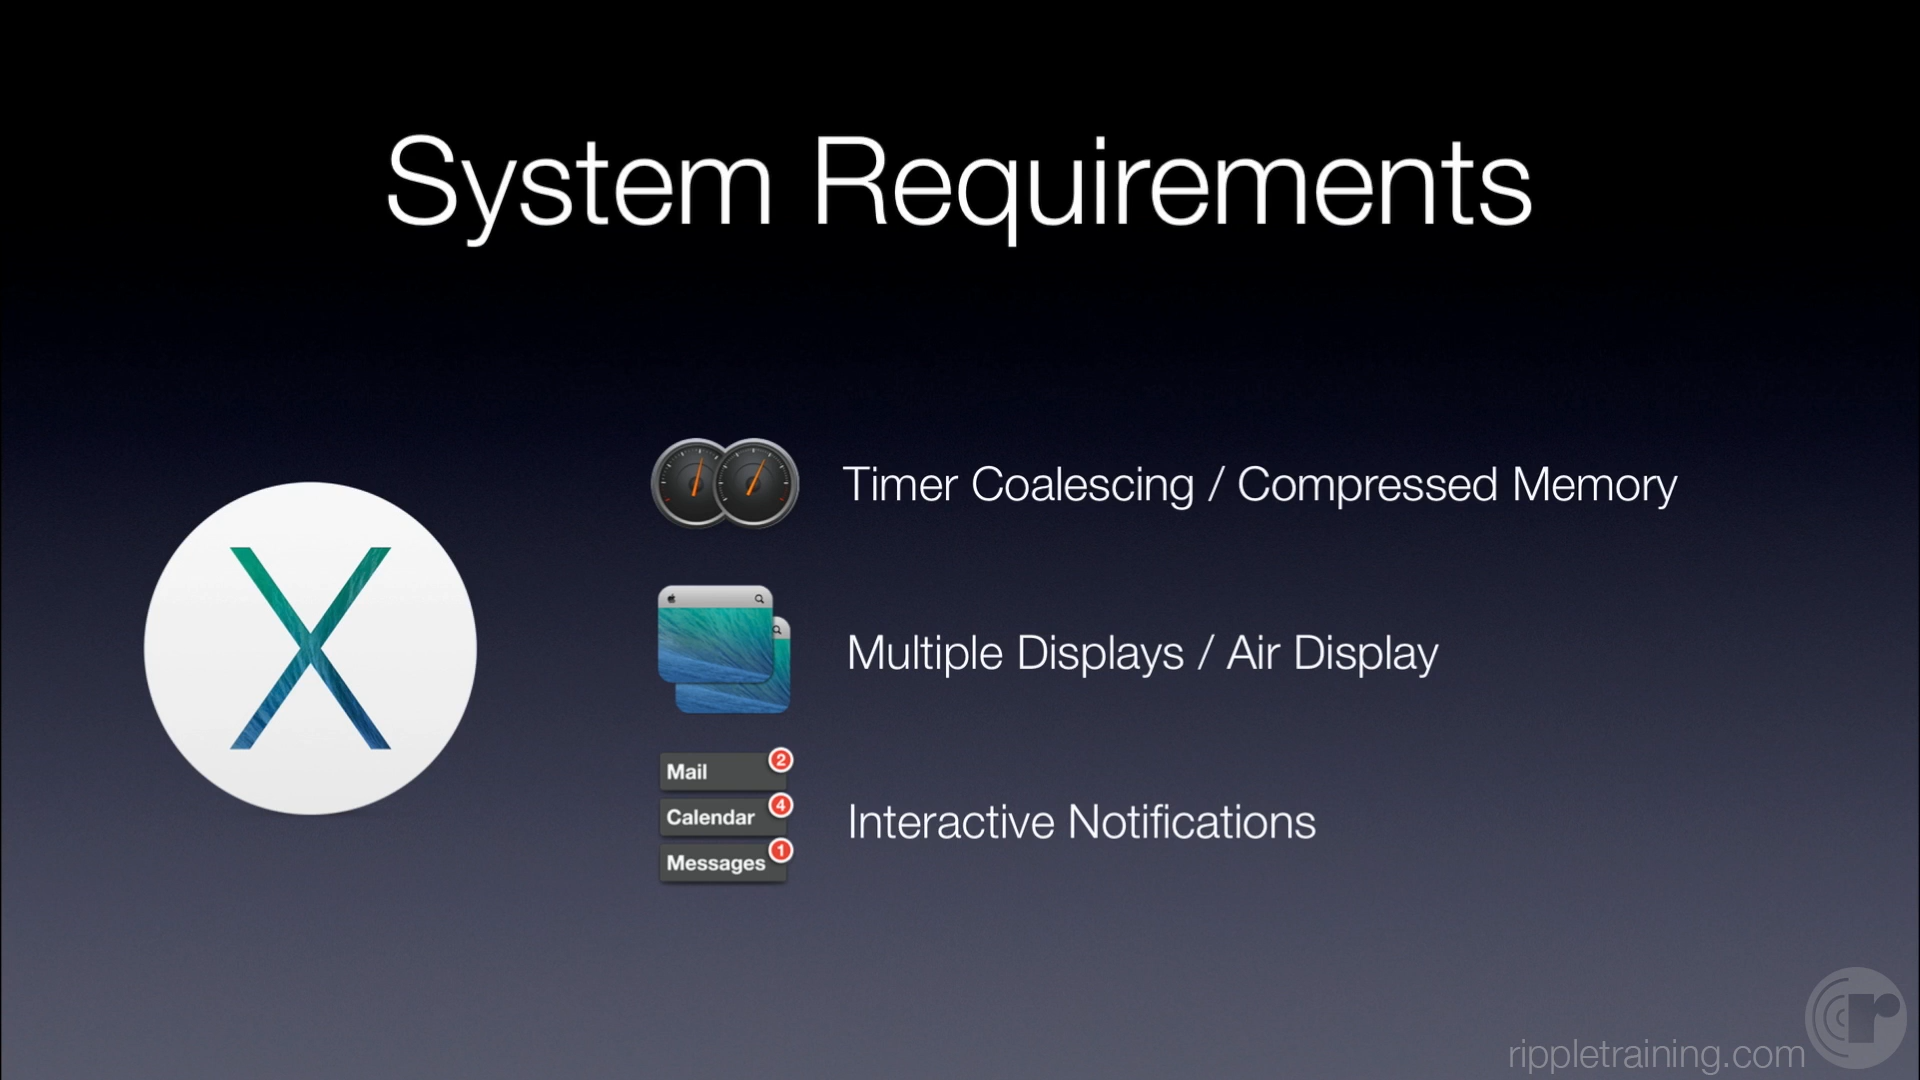 System Requirements
Timer Coalescing / Compressed Memory
Multiple Displays / Air Display
Mail 2
Calendar 4
Messages 1
Interactive Notifications
X
rippletraining.com
r